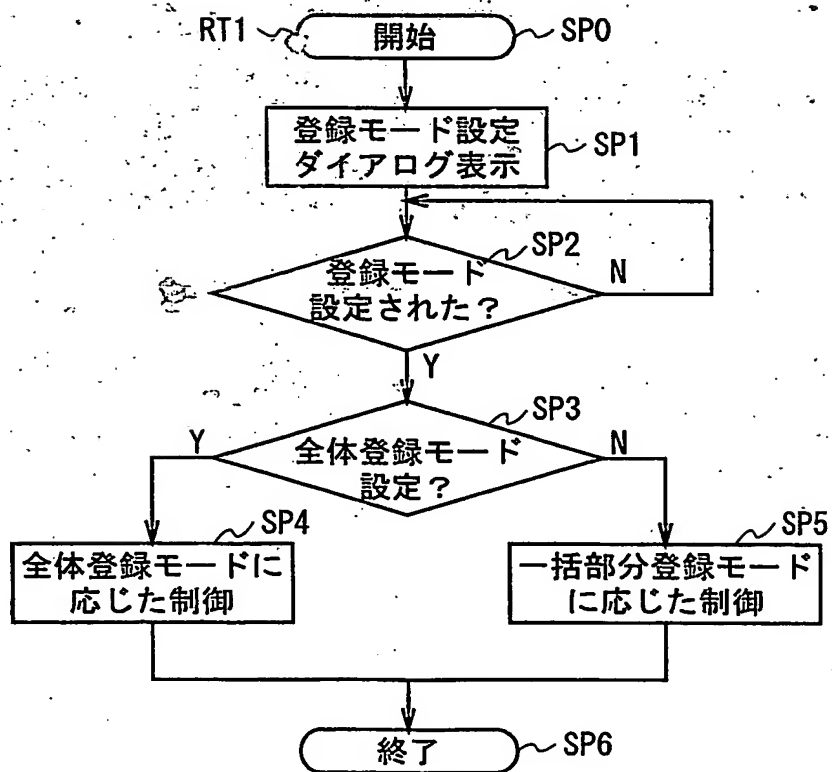 RT1
開始
SP0
登録モード設定
ダイアログ表示
SP1
SP2
登録モード
設定された?
N
Y
SP3
全体登録モード
設定?
Y
N
SP4
全体登録モードに
応じた制御
SP5
一括部分登録モード
に応じた制御
終了
SP6